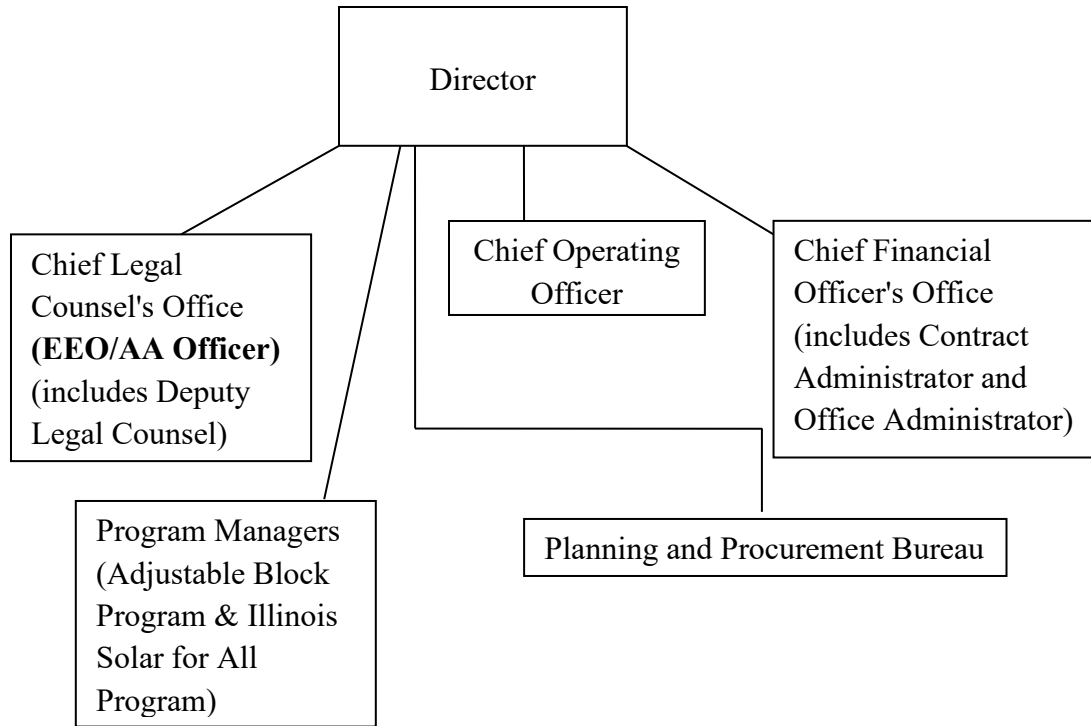 Director
Chief Legal
Counsel's Office
(EEO/AA Officer)
(includes Deputy
Legal Counsel)
Chief Operating
Officer
Chief Financial
Officer's Office
(includes Contract
Administrator and
Office Administrator)
Program Managers
(Adjustable Block
Program & Illinois
Solar for All
Program)
Planning and Procurement Bureau